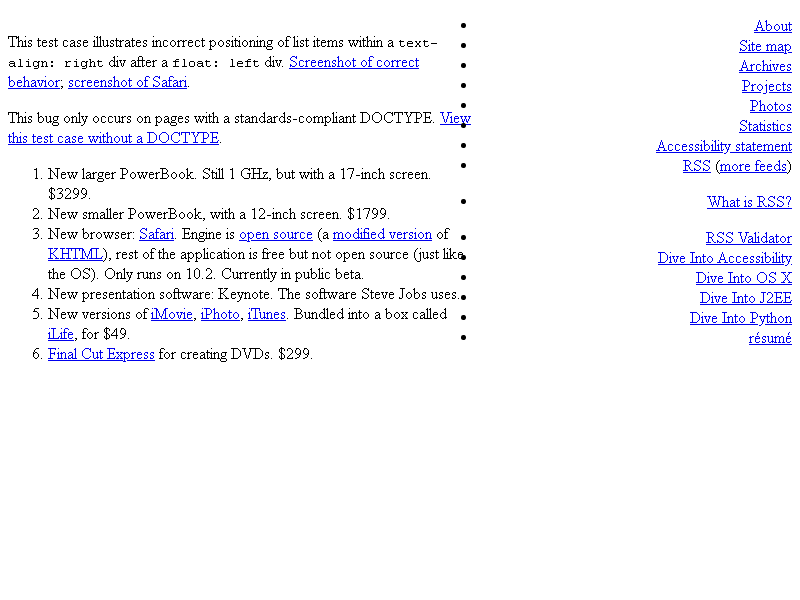 This test case illustrates incorrect positioning of list items within a text-
align: right div after a float: left div. Screenshot of correct
behavior; screenshot of Safari.
This bug only occurs on pages with a standards-compliant DOCTYPE. View
this test case without a DOCTYPE.
1. New larger PowerBook. Still 1 GHz, but with a 17-inch screen.
$3299.
2. New smaller PowerBook, with a 12-inch screen. $1799.
3. New browser: Safari. Engine is open source (a modified version of
KHTML), rest of the application is free but not open source (just like
the OS). Only runs on 10.2. Currently in public beta.
4. New presentation software: Keynote. The software Steve Jobs uses.
5. New versions of iMovie, iPhoto, iTunes. Bundled into a box called
iLife, for $49.
6. Final Cut Express for creating DVDs. $299.
About
Site map
Archives
Projects
Photos
Statistics
Accessibility statement
RSS (more feeds)
What is RSS?
RSS Validator
Dive Into Accessibility
Dive Into OS X
Dive Into J2EE
Dive Into Python
résumé